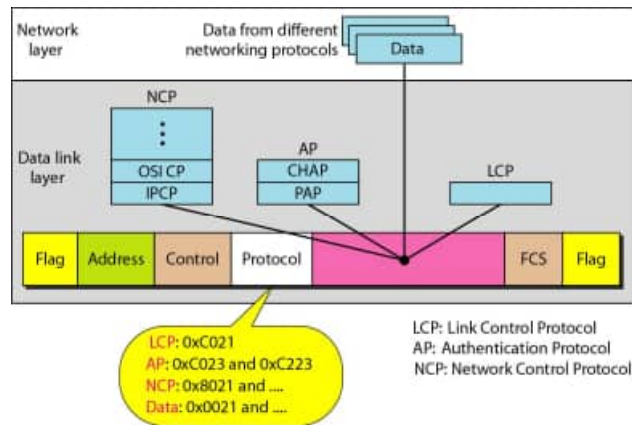 Network
layer
Data from different
networking protocols
Data
NCP
Data link
layer
OSI CP
IPCP
AP
CHAP
PAP
LCP
Flag
Address
Control
Protocol
FCS
Flag
LCP: 0xC021
AP: 0xC023 and 0xC223
NCP: 0x8021 and ....
Data: 0x0021 and ....
LCP: Link Control Protocol
AP: Authentication Protocol
NCP: Network Control Protocol